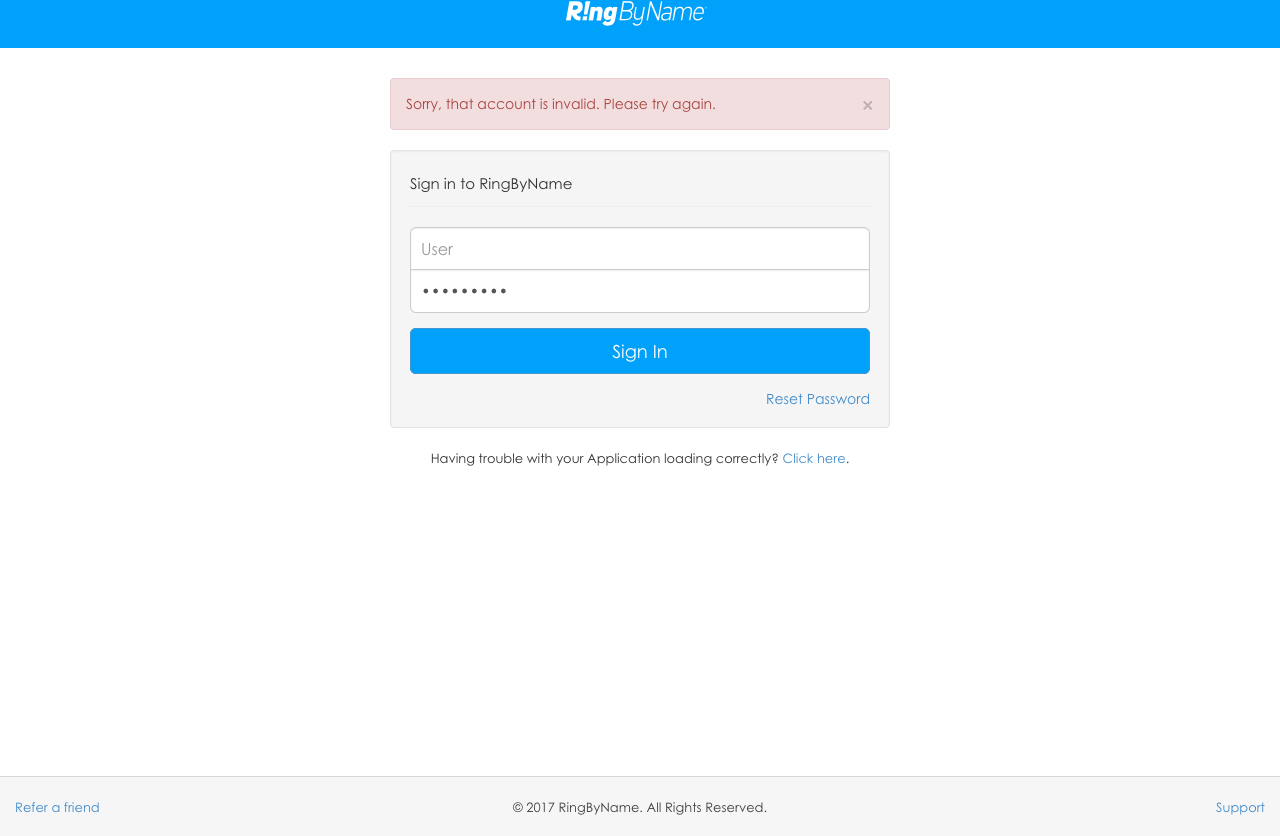 R!ngByName
Sorry, that account is invalid. Please try again. ×
Sign in to RingByName
User
•••••••••
Sign In
Reset Password
Having trouble with your Application loading correctly? Click here.
Refer a friend
© 2017 RingByName. All Rights Reserved.
Support